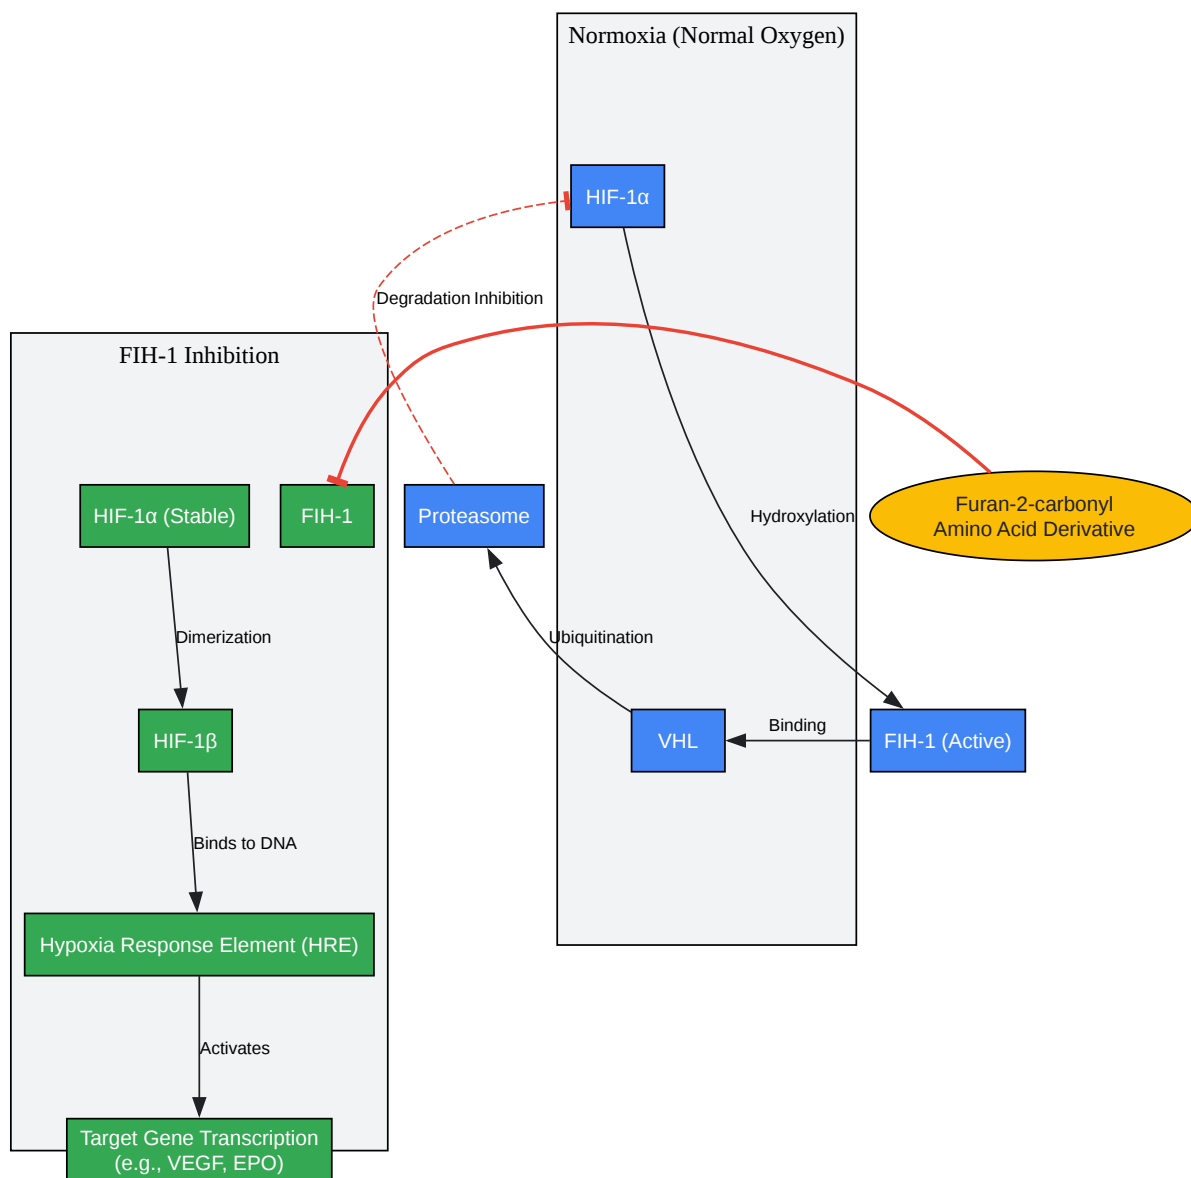 Normoxia (Normal Oxygen)
HIF-1α
Degradation Inhibition
FIH-1 Inhibition
HIF-1α (Stable)
FIH-1
Proteasome
Hydroxylation
Furan-2-carbonyl
Amino Acid Derivative
Dimerization
Ubiquitination
HIF-1β
VHL
Binding
FIH-1 (Active)
Binds to DNA
Hypoxia Response Element (HRE)
Activates
Target Gene Transcription
(e.g., VEGF, EPO)